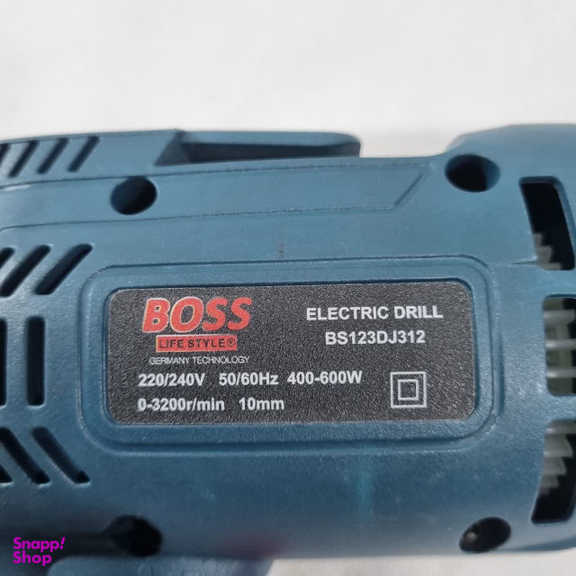 BOSS
LIFE STYLE®
GERMANY TECHNOLOGY
ELECTRIC DRILL
BS123DJ312
220/240V 50/60Hz 400-600W
0-3200r/min 10mm
Snapp!
Shop